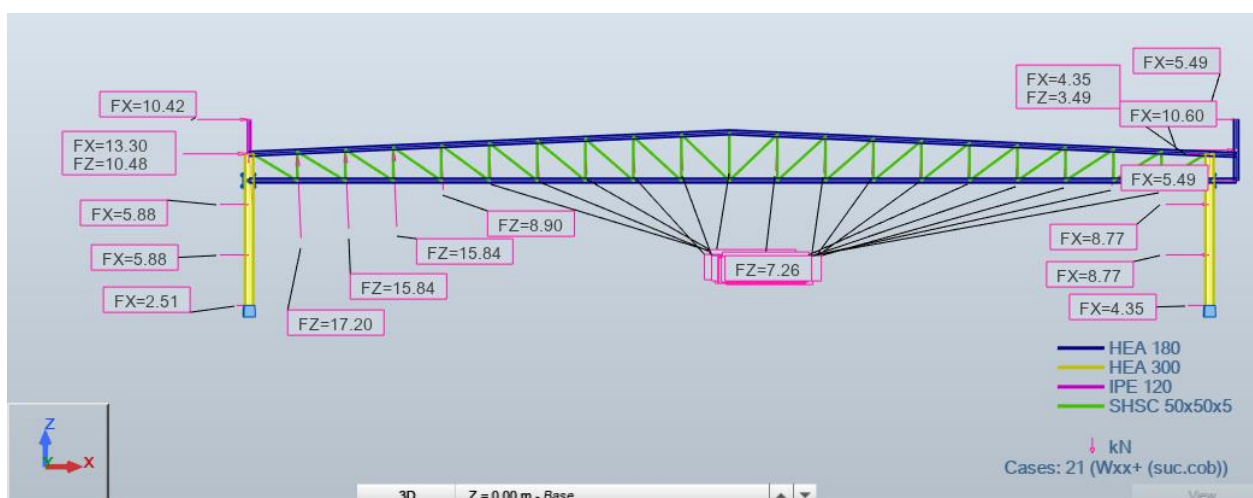 FX=5.49
FX=4.35
FZ=3.49
FX=10.42
FX=10.60
FX=13.30
FZ=10.48
FX=5.49
FX=5.88
FZ=8.90
FX=8.77
FX=5.88
FZ=15.84
FZ=7.26
FX=8.77
FX=2.51
FZ=15.84
FX=4.35
FZ=17.20
HEA 180
HEA 300
IPE 120
SHSC 50x50x5
Z
Y
X
kN
Cases: 21 (Wxx+ (suc.cob))
3D Z = 0.00 m - Base
View